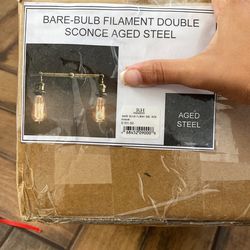 BARE-BULB FILAMENT DOUBLE
SCONCE AGED STEEL
AGED
STEEL